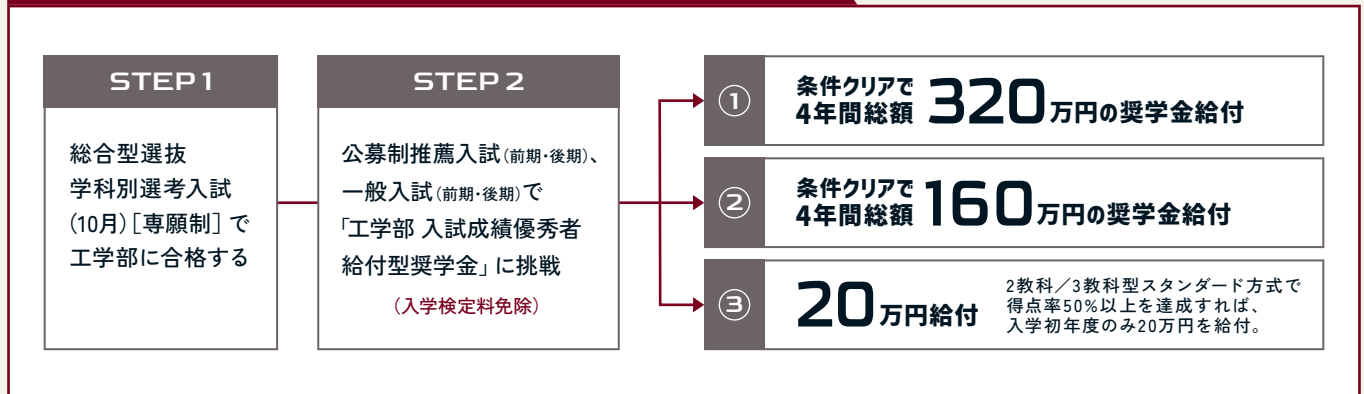 STEP 1
総合型選抜
学科別選考入試
(10月)[専願制]で
工学部に合格する
STEP 2
公募制推薦入試(前期・後期)、
一般入試(前期・後期)で
「工学部 入試成績優秀者
給付型奨学金」に挑戦
(入学検定料免除)
①
条件クリアで
4年間総額 320万円の奨学金給付
②
条件クリアで
4年間総額 160万円の奨学金給付
③
20万円給付
2教科/3教科型スタンダード方式で
得点率50%以上を達成すれば、
入学初年度のみ20万円を給付。